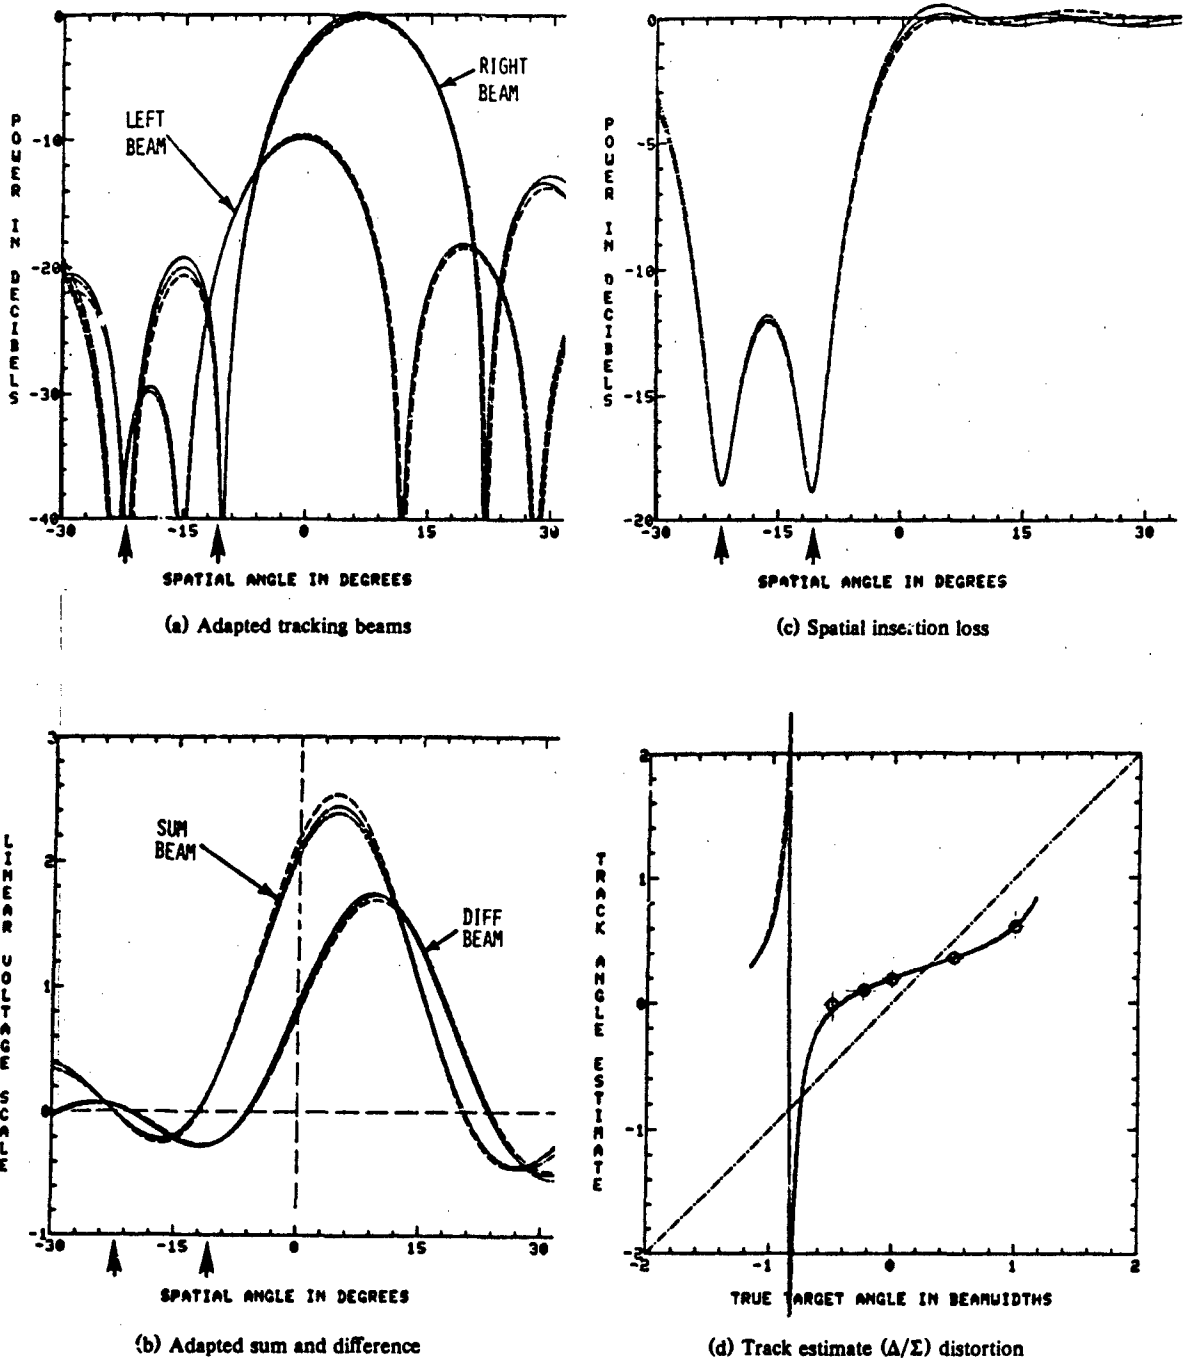 0
-10
-20
-30
-40
POWER IN DECIBELS
LEFT
BEAM
RIGHT
BEAM
-30 -15 0 15 30
SPATIAL ANGLE IN DEGREES
(a) Adapted tracking beams
0
-5
-10
-15
-20
POWER IN DECIBELS
-30 -15 0 15 30
SPATIAL ANGLE IN DEGREES
(c) Spatial insertion loss
3
2
1
0
-1
LINEAR VOLTAGE SCALE
SUM
BEAM
DIFF
BEAM
-30 -15 0 15 30
SPATIAL ANGLE IN DEGREES
(b) Adapted sum and difference
2
1
0
-1
-2
TRACK ANGLE ESTIMATE
-2 -1 0 1 2
TRUE TARGET ANGLE IN BEAMWIDTHS
(d) Track estimate (Δ/Σ) distortion